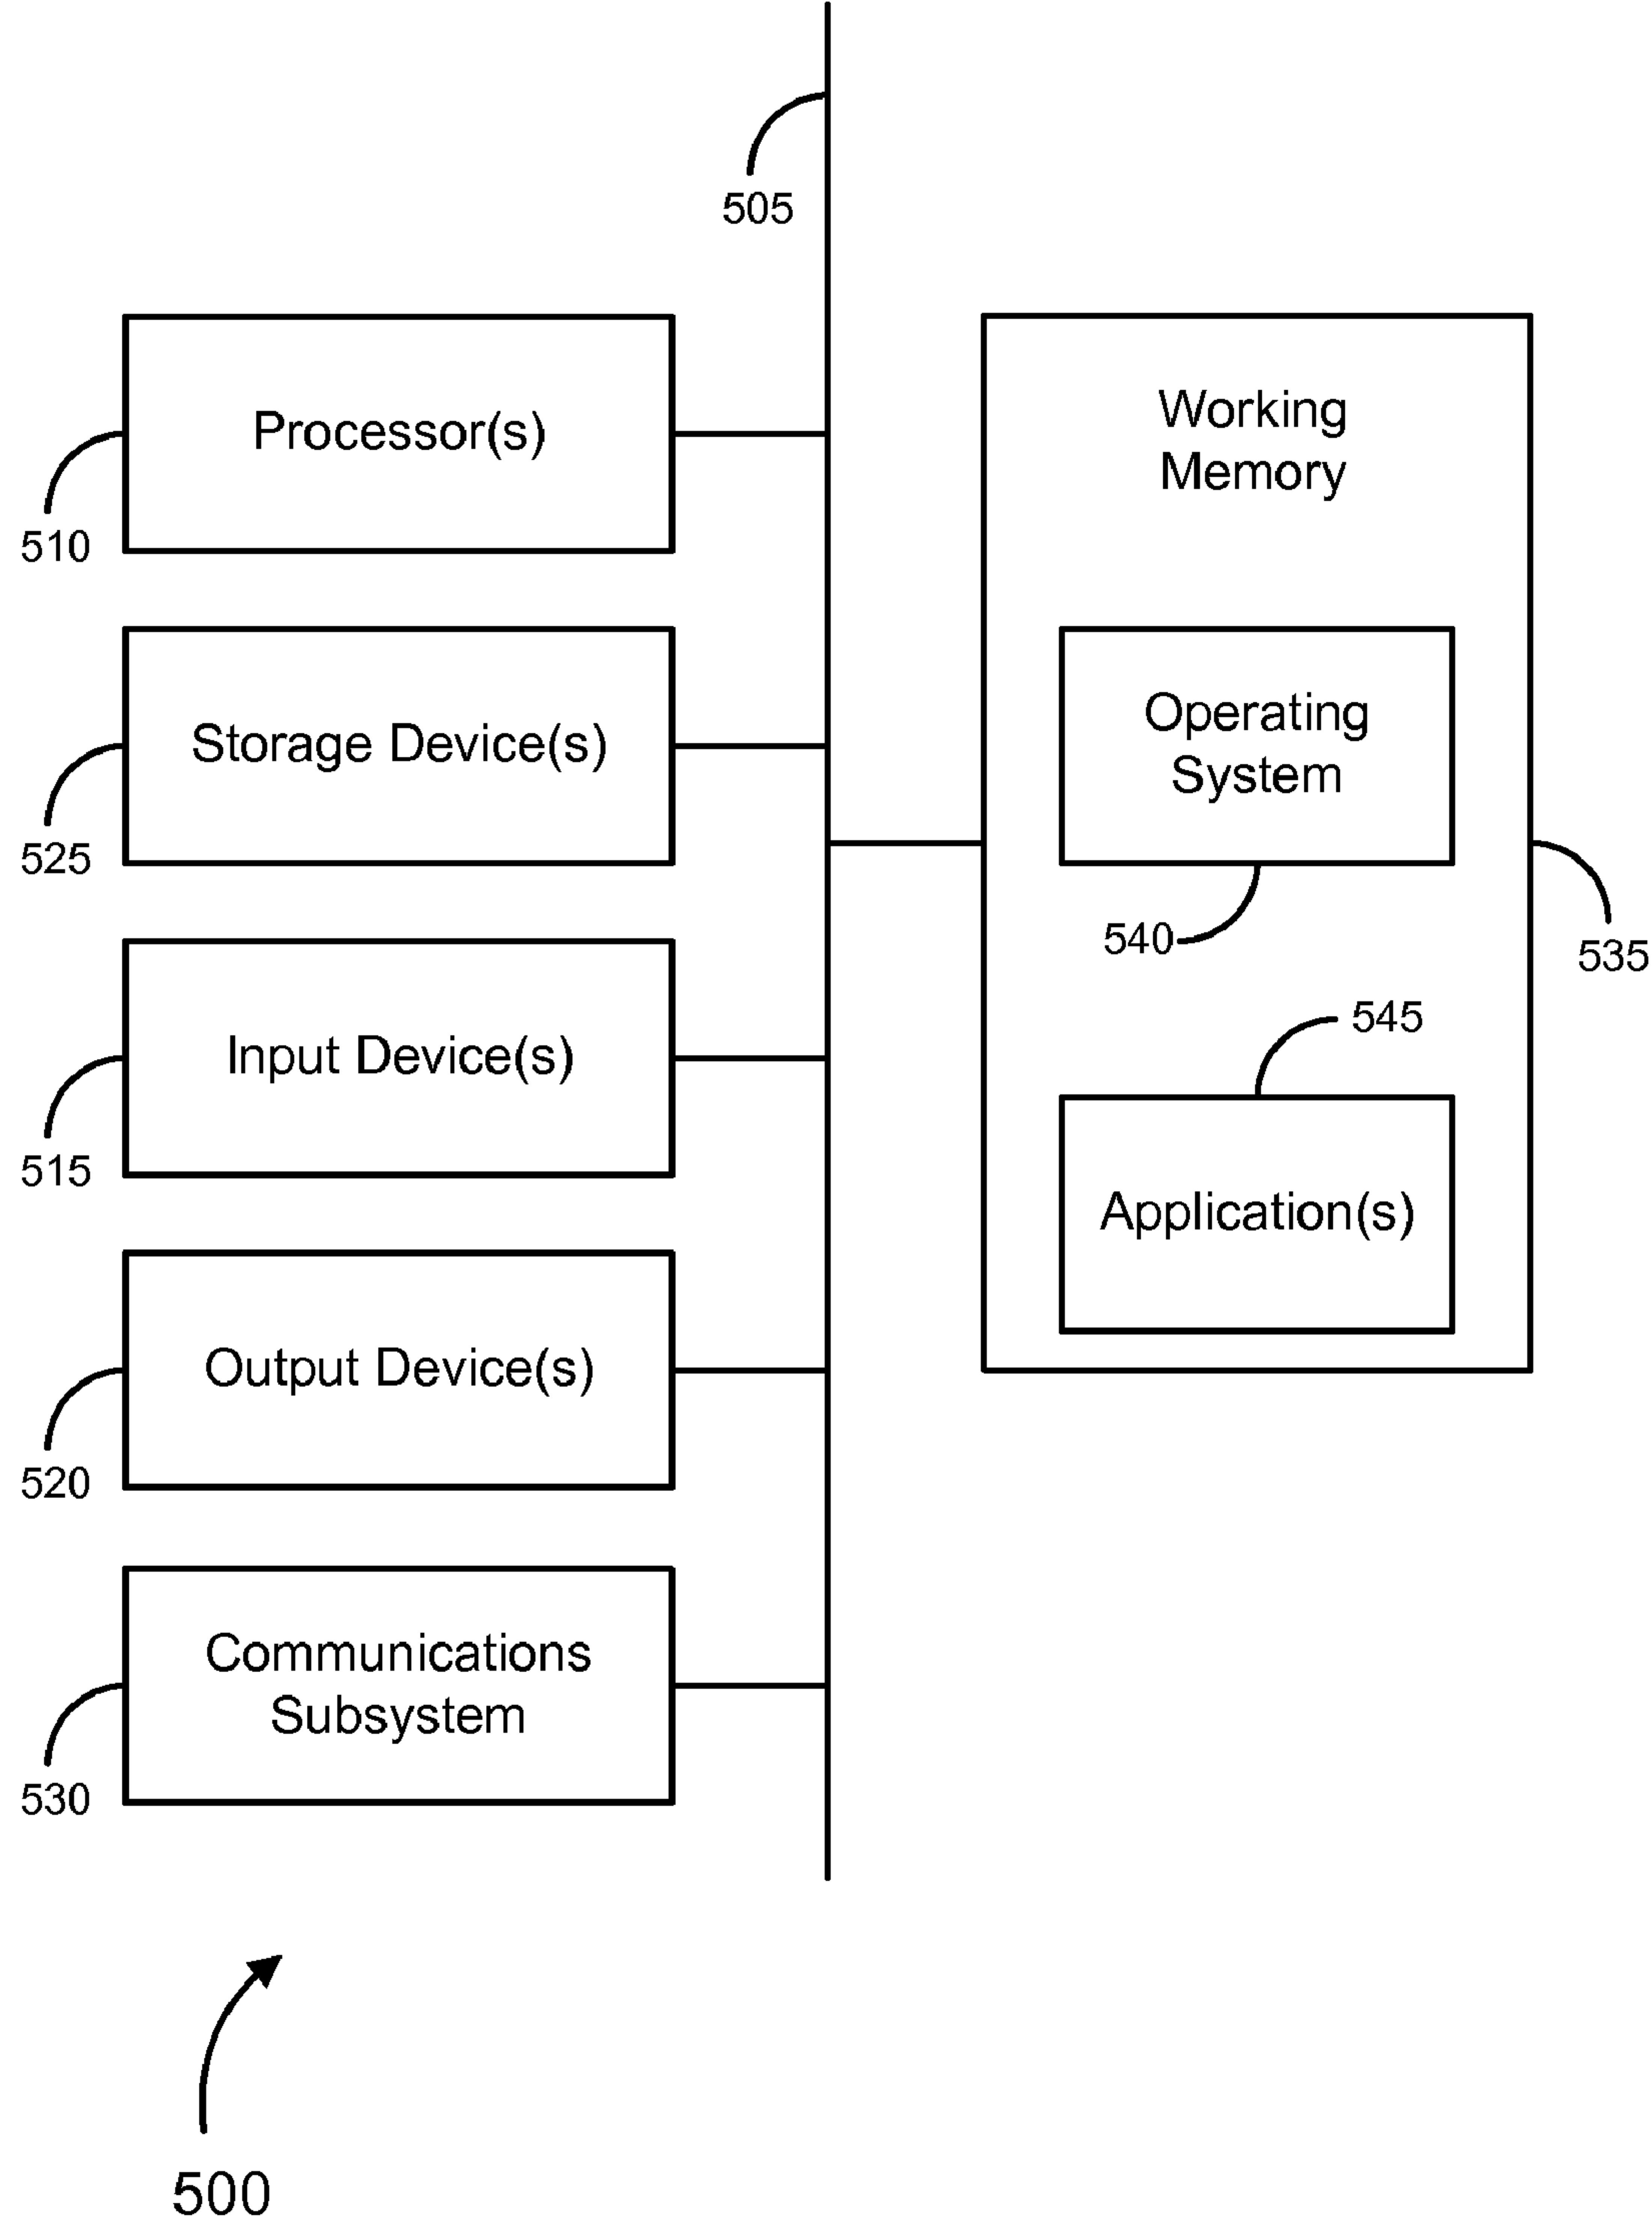 505
Processor(s)
510
Storage Device(s)
525
Input Device(s)
515
Output Device(s)
520
Communications
Subsystem
530
Working
Memory
Operating
System
540
535
545
Application(s)
500